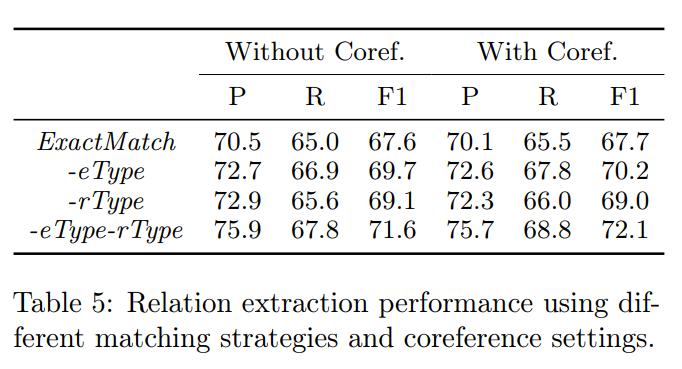 Without Coref. With Coref.
P R F1 P R F1
ExactMatch 70.5 65.0 67.6 70.1 65.5 67.7
-eType 72.7 66.9 69.7 72.6 67.8 70.2
-rType 72.9 65.6 69.1 72.3 66.0 69.0
-eType-rType 75.9 67.8 71.6 75.7 68.8 72.1
Table 5: Relation extraction performance using dif-
ferent matching strategies and coreference settings.